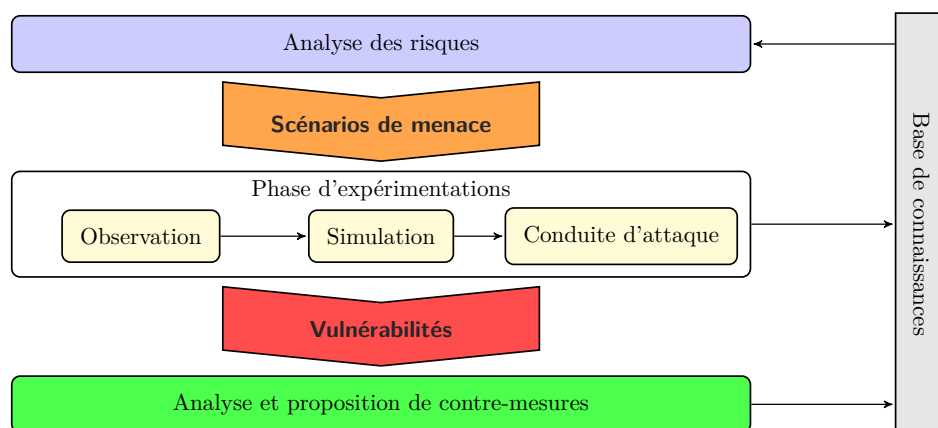 Analyse des risques
Scénarios de menace
Phase d'expérimentations
Observation
Simulation
Conduite d'attaque
Vulnérabilités
Analyse et proposition de contre-mesures
Base de connaissances